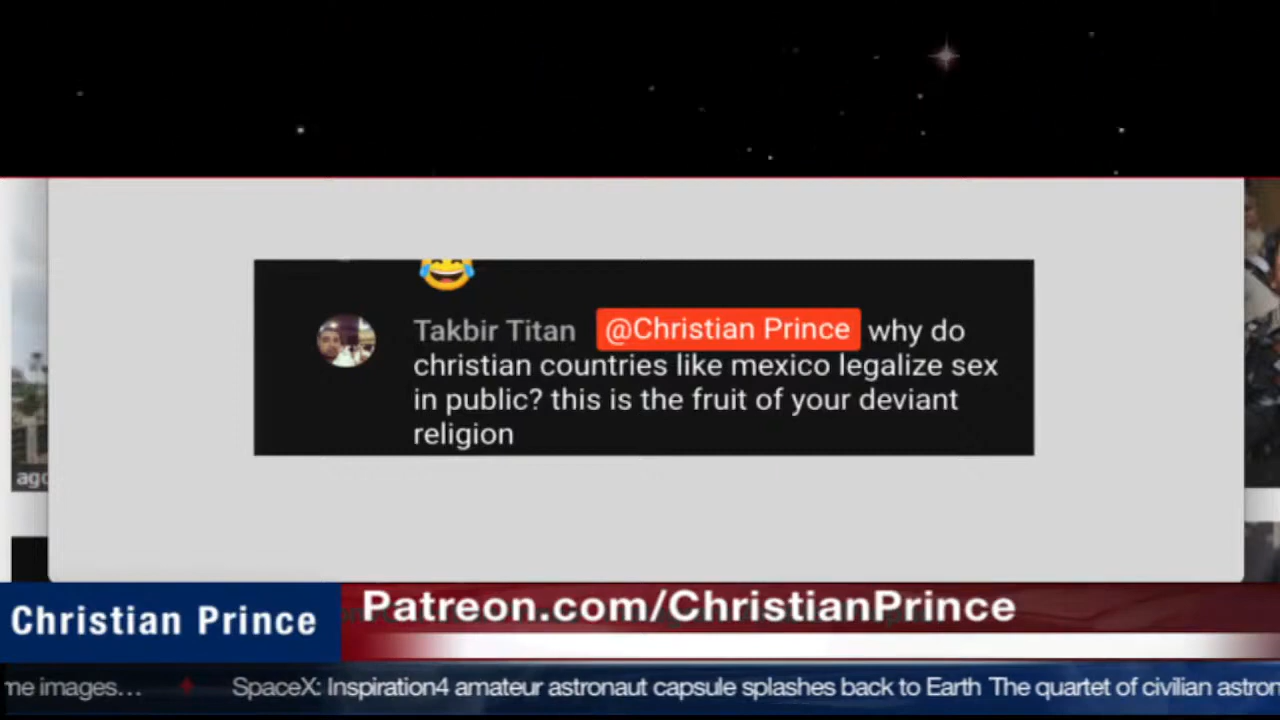 Takbir Titan @Christian Prince why do
christian countries like mexico legalize sex
in public? this is the fruit of your deviant
religion
ago
Christian Prince
Patreon.com/ChristianPrince
me images... SpaceX: Inspiration4 amateur astronaut capsule splashes back to Earth The quartet of civilian astron